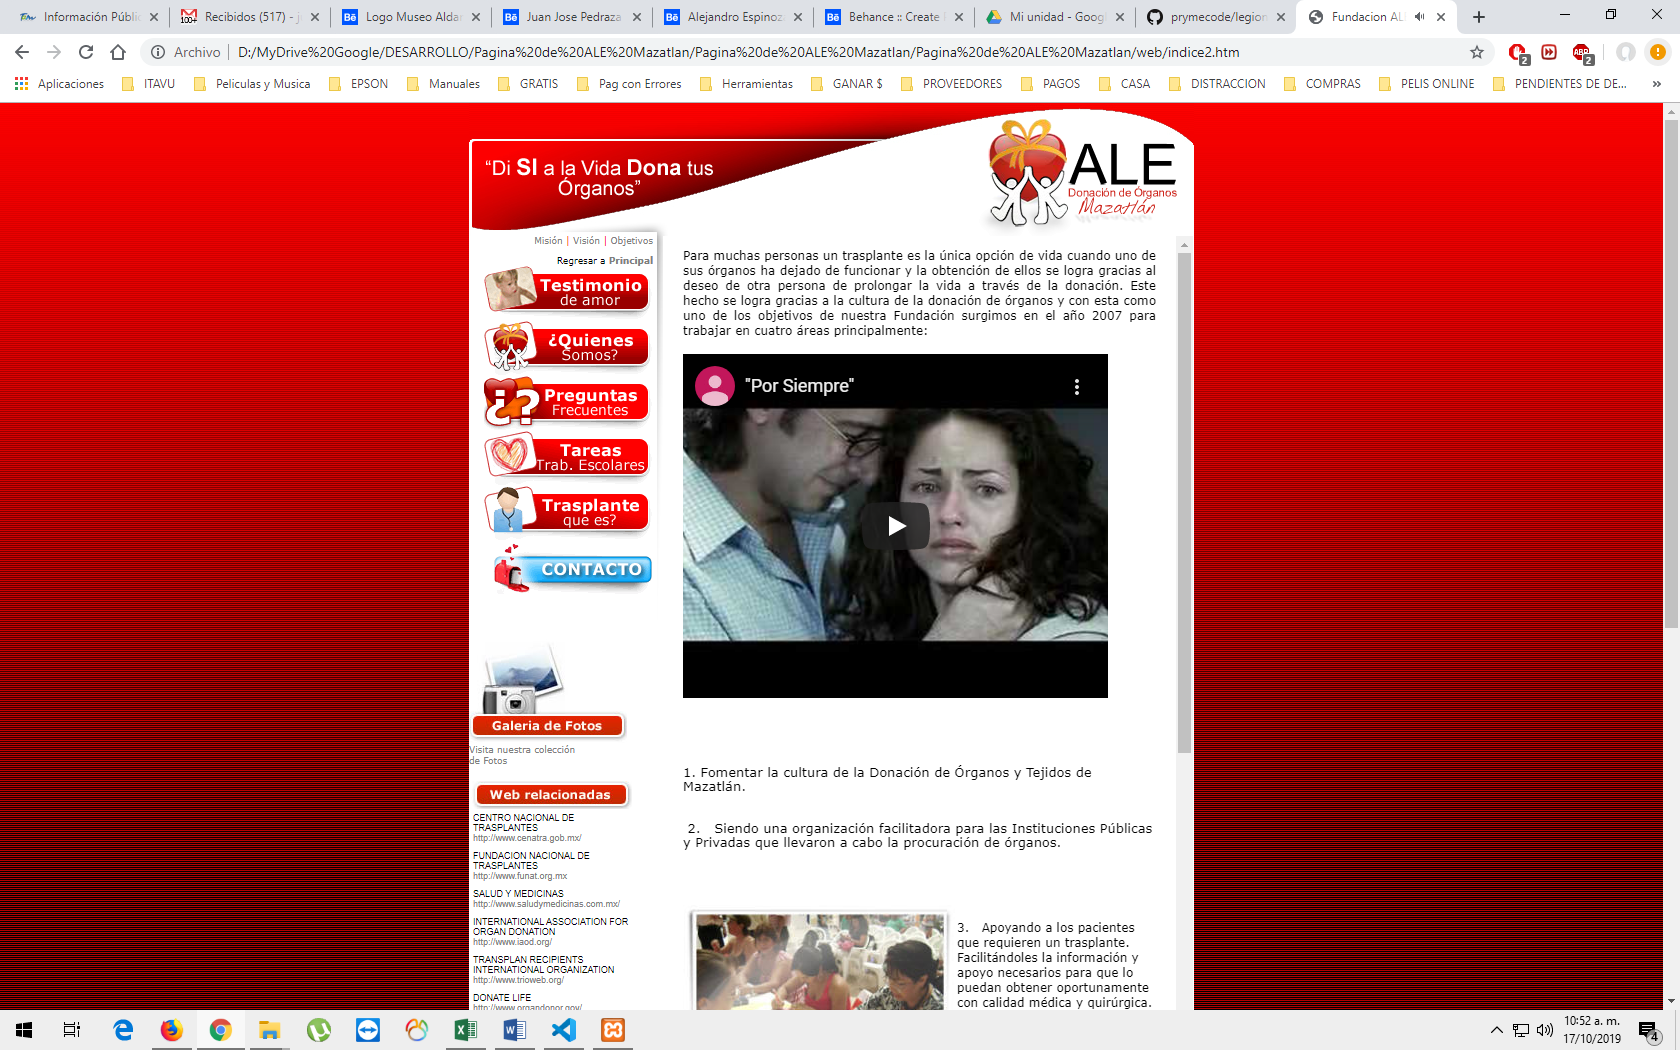 Información Públi
Recibidos (517) - j
Logo Museo Aldar
Juan Jose Pedraza
Alejandro Espinoz
Behance :: Create
Mi unidad - Goog
prymecode/legion
Fundacion AL
Archivo
D:/MyDrive%20Google/DESARROLLO/Pagina%20de%20ALE%20Mazatlan/Pagina%20de%20ALE%20Mazatlan/Pagina%20de%20ALE%20Mazatlan/web/indice2.htm
Aplicaciones
ITAVU
Peliculas y Musica
EPSON
Manuales
GRATIS
Pag con Errores
Herramientas
GANAR $
PROVEEDORES
PAGOS
CASA
DISTRACCION
COMPRAS
PELIS ONLINE
PENDIENTES DE DE...
»
“Di SI a la Vida Dona tus
Órganos”
ALE
Donación de Órganos
Mazatlán
Misión | Visión | Objetivos
Regresar a Principal
Testimonio
de amor
¿Quienes
Somos?
¿?
Preguntas
Frecuentes
Tareas
Trab. Escolares
Trasplante
que es?
CONTACTO
Galeria de Fotos
Visita nuestra colección
de Fotos
Web relacionadas
CENTRO NACIONAL DE
TRASPLANTES
http://www.cenatra.gob.mx/
FUNDACION NACIONAL DE
TRASPLANTES
http://www.funat.org.mx
SALUD Y MEDICINAS
http://www.saludymedicinas.com.mx/
INTERNATIONAL ASSOCIATION FOR
ORGAN DONATION
http://www.iaod.org/
TRANSPLAN RECIPIENTS
INTERNATIONAL ORGANIZATION
http://www.trioweb.org/
DONATE LIFE
http://www.organdonor.gov/
Para muchas personas un trasplante es la única opción de vida cuando uno de
sus órganos ha dejado de funcionar y la obtención de ellos se logra gracias al
deseo de otra persona de prolongar la vida a través de la donación. Este
hecho se logra gracias a la cultura de la donación de órganos y con esta como
uno de los objetivos de nuestra Fundación surgimos en el año 2007 para
trabajar en cuatro áreas principalmente:
"Por Siempre"
1. Fomentar la cultura de la Donación de Órganos y Tejidos de
Mazatlán.
2. Siendo una organización facilitadora para las Instituciones Públicas
y Privadas que llevaron a cabo la procuración de órganos.
3. Apoyando a los pacientes
que requieren un trasplante.
Facilitándoles la información y
apoyo necesarios para que lo
puedan obtener oportunamente
con calidad médica y quirúrgica.
10:52 a. m.
17/10/2019
4